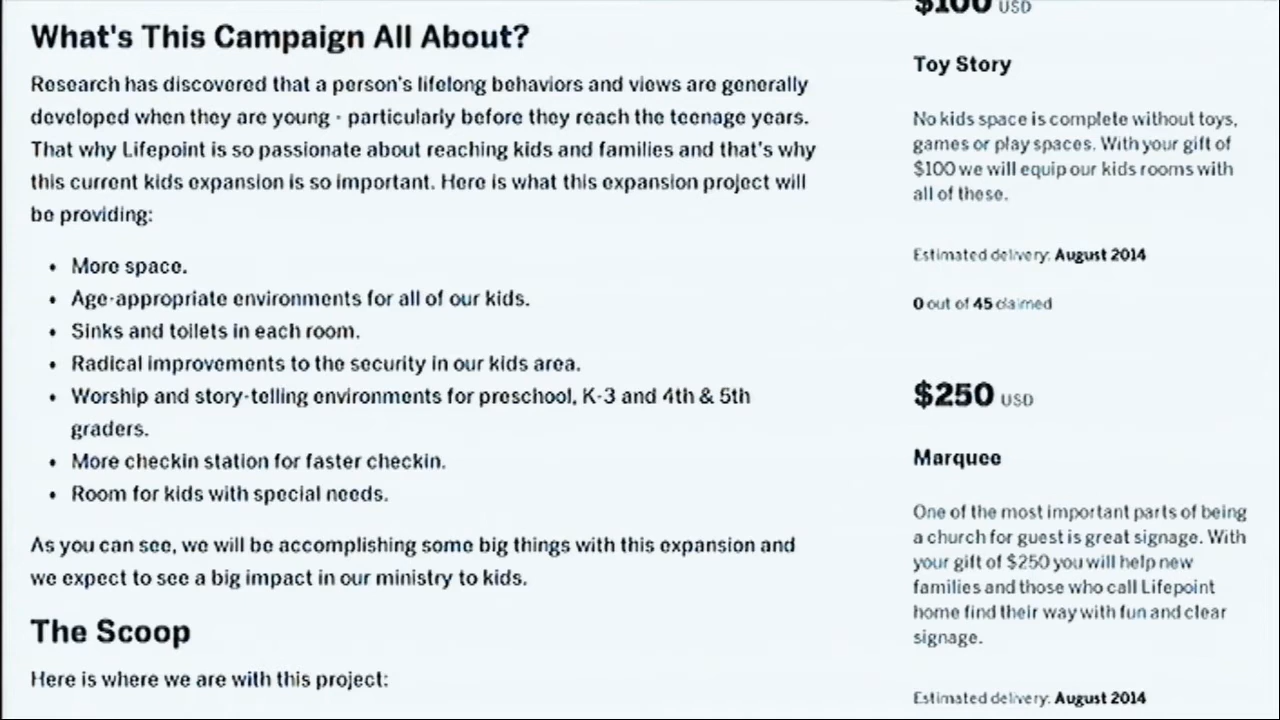 What's This Campaign All About?
Research has discovered that a person's lifelong behaviors and views are generally
developed when they are young - particularly before they reach the teenage years.
That why Lifepoint is so passionate about reaching kids and families and that's why
this current kids expansion is so important. Here is what this expansion project will
be providing:
• More space.
• Age-appropriate environments for all of our kids.
• Sinks and toilets in each room.
• Radical improvements to the security in our kids area.
• Worship and story-telling environments for preschool, K-3 and 4th & 5th
graders.
• More checkin station for faster checkin.
• Room for kids with special needs.
As you can see, we will be accomplishing some big things with this expansion and
we expect to see a big impact in our ministry to kids.
The Scoop
Here is where we are with this project:
$100 USD
Toy Story
No kids space is complete without toys,
games or play spaces. With your gift of
$100 we will equip our kids rooms with
all of these.
Estimated delivery: August 2014
0 out of 45 claimed
$250 USD
Marquee
One of the most important parts of being
a church for guest is great signage. With
your gift of $250 you will help new
families and those who call Lifepoint
home find their way with fun and clear
signage.
Estimated delivery: August 2014